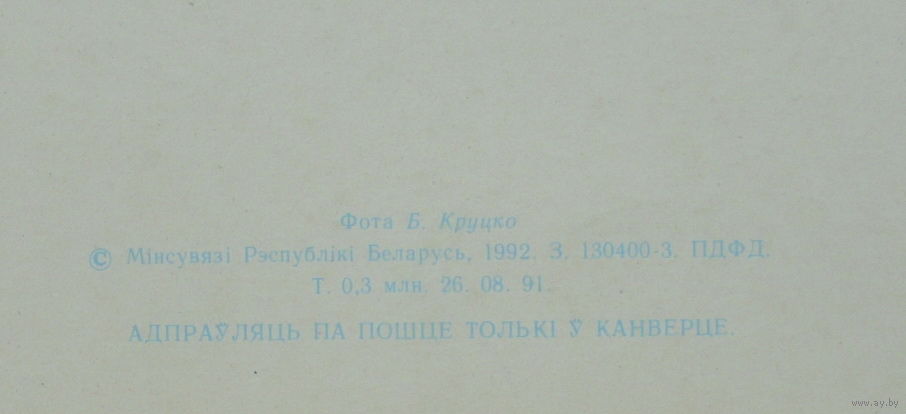 Фота Б. Круцко
© Мінсувязі Рэспублікі Беларусь, 1992. З. 130400-3. ПДФД.
Т. 0,3 млн. 26. 08. 91.
АДПРАЎЛЯЦЬ ПА ПОШЦЕ ТОЛЬКІ Ў КАНВЕРЦЕ.
www.ay.by